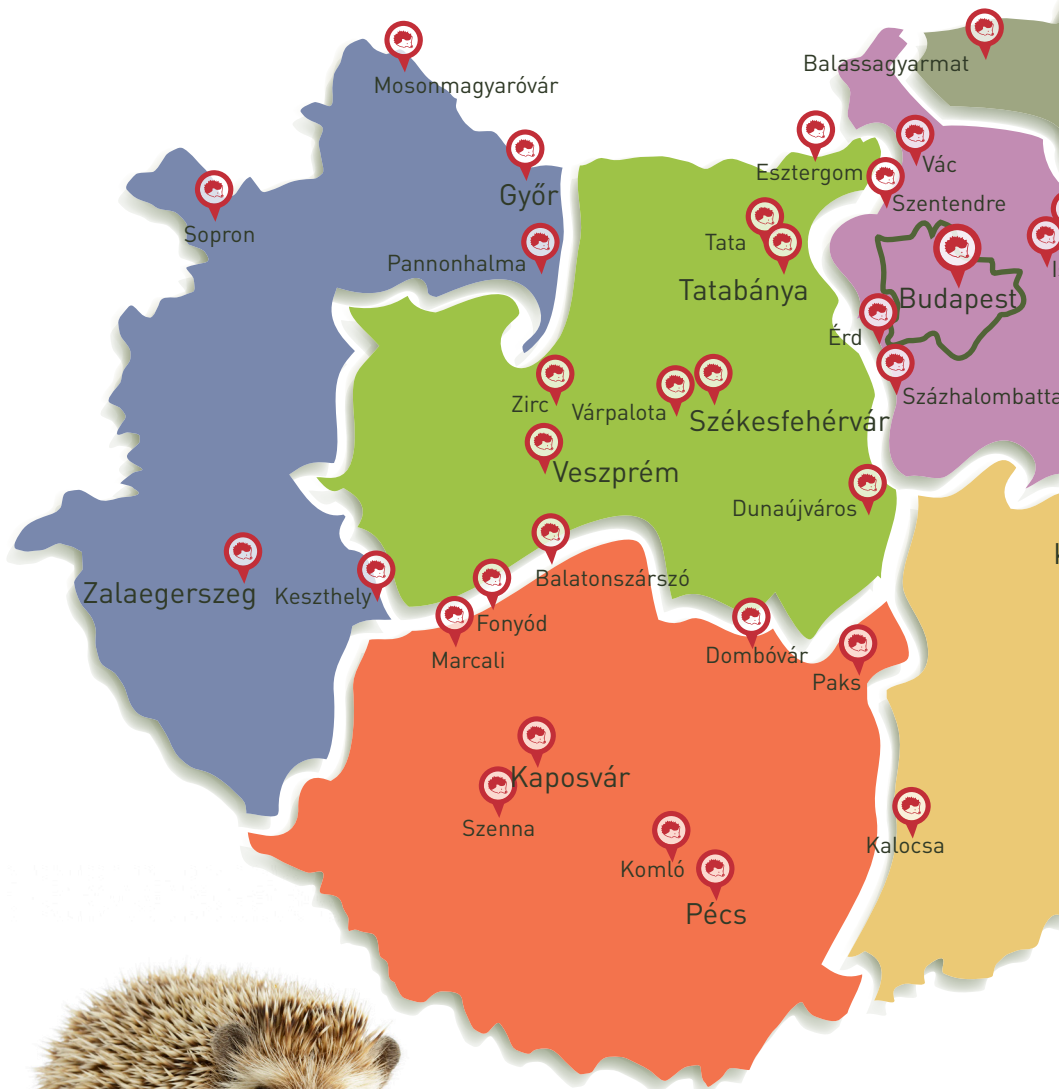 Balassagyarmat
Mosonmagyaróvár
Vác
Esztergom
Győr
Szentendre
Sopron
Tata
Pannonhalma
Tatabánya
Budapest
Érd
Százhalombatta
Zirc
Várpalota
Székesfehérvár
Veszprém
Dunaújváros
Balatonszárszó
Zalaegerszeg
Keszthely
Fonyód
Marcali
Dombóvár
Paks
Kaposvár
Szenna
Kalocsa
Komló
Pécs